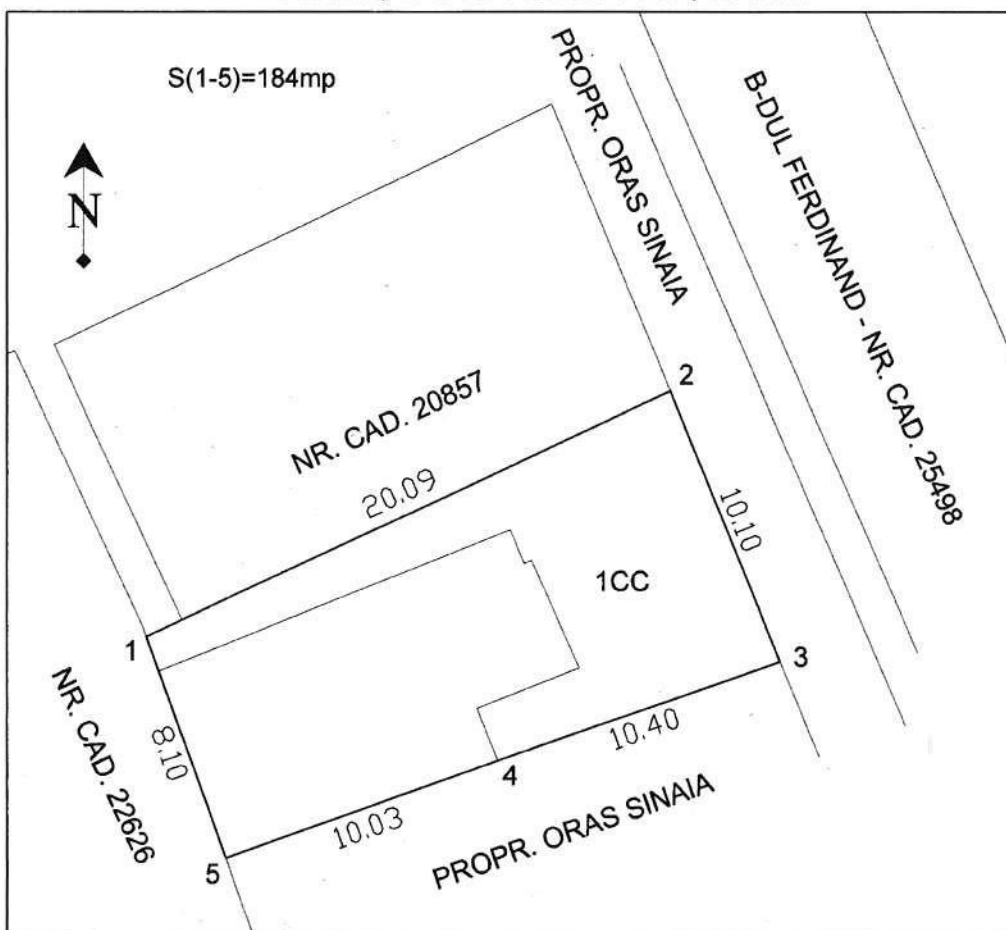 S(1-5)=184mp
N
PROPR. ORAS SINAIA
B-DUL FERDINAND - NR. CAD. 25498
NR. CAD. 20857
20.09
2
10.10
1CC
1
3
NR. CAD. 22626
8.10
10.40
4
10.03
5
PROPR. ORAS SINAIA